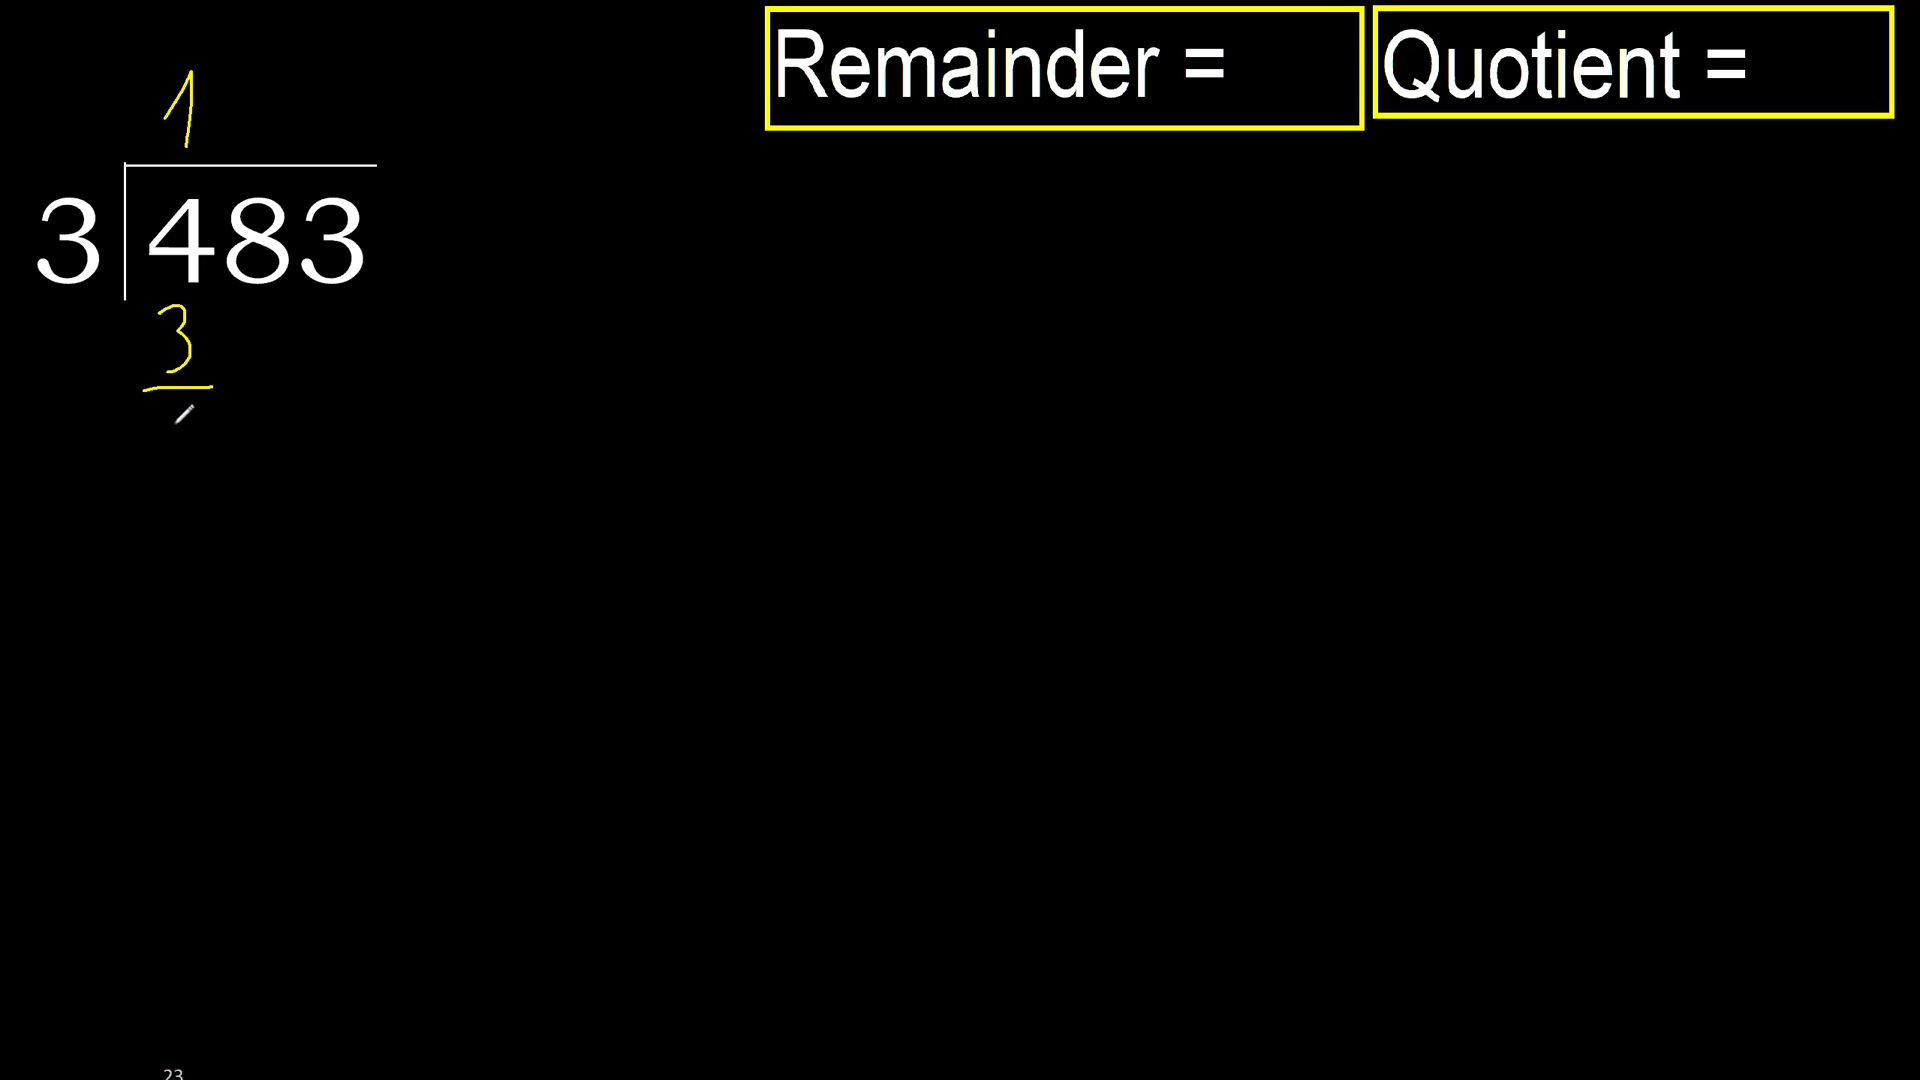 Remainder = Quotient =
1
3 483
3
23